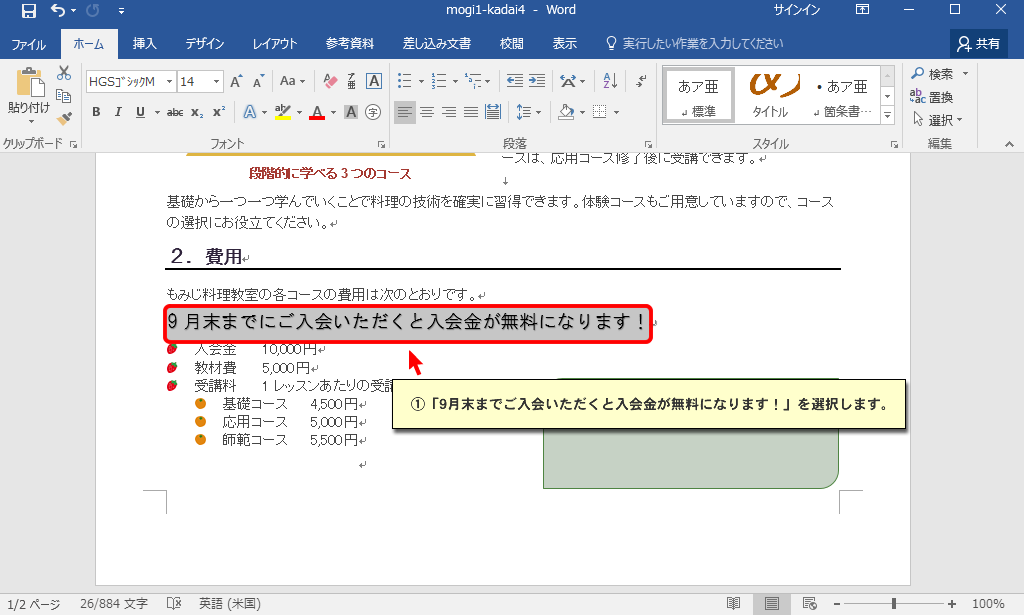 mogi1-kadai4 - Word
サインイン
ファイル ホーム 挿入 デザイン レイアウト 参考資料 差し込み文書 校閲 表示 実行したい作業を入力してください 共有
HGSゴシックM 14 Aa
検索
置換
選択
貼り付け
B I U abc x₂ x² A
あア亜 ・あア亜
標準 タイトル 箇条書…
クリップボード フォント 段落 スタイル 編集
ースは、応用コース修了後に受講できます。
段階的に学べる3つのコース
基礎から一つ一つ学んでいくことで料理の技術を確実に習得できます。体験コースもご用意していますので、コース
の選択にお役立てください。
2．費用
もみじ料理教室の各コースの費用は次のとおりです。
9月末までにご入会いただくと入会金が無料になります！
入会金 10,000円
教材費 5,000円
受講料 1レッスンあたりの受講
基礎コース 4,500円
応用コース 5,000円
師範コース 5,500円
①「9月末までご入会いただくと入会金が無料になります！」を選択します。
1/2 ページ 26/884 文字 英語 (米国) 100%